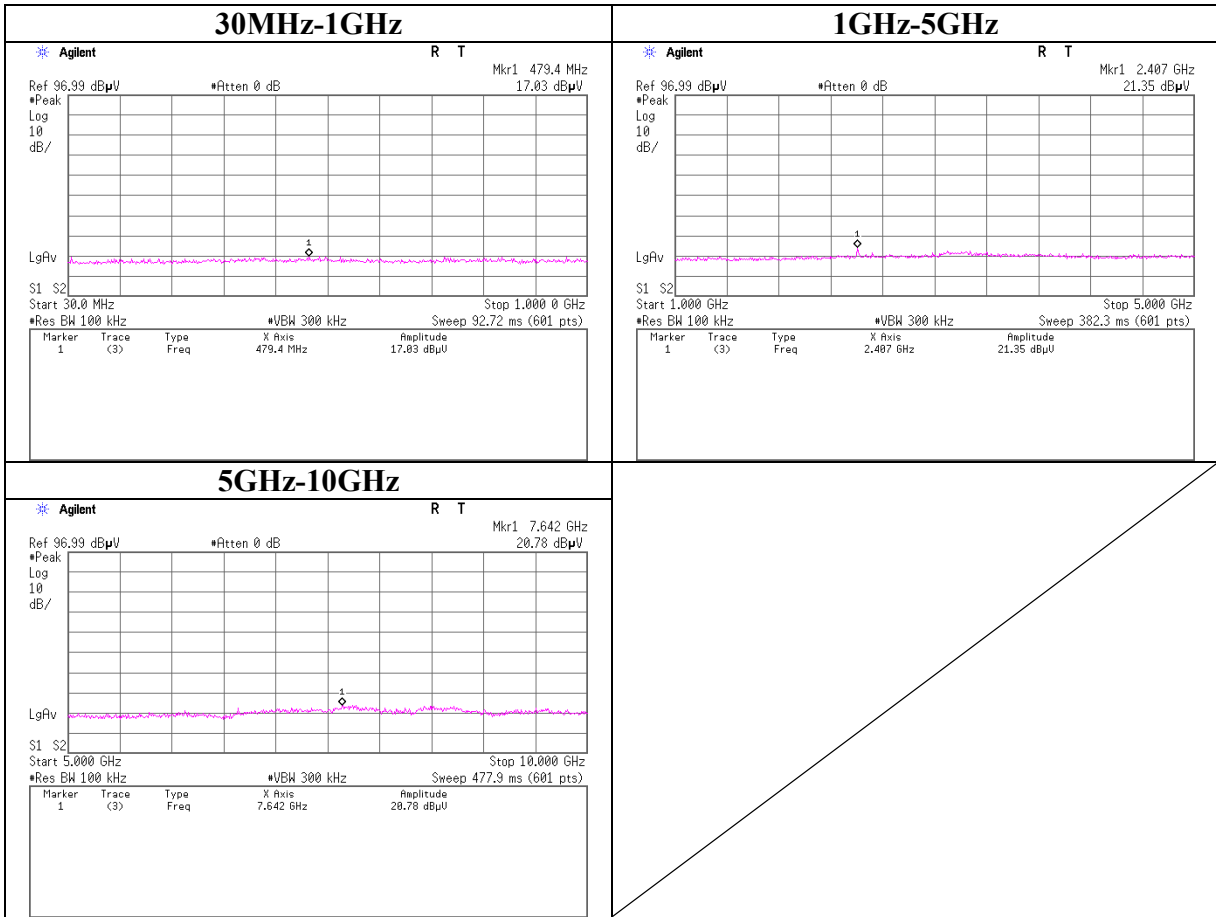 30MHz-1GHz
Agilent R T
Mkr1 479.4 MHz
Ref 96.99 dBµV #Atten 0 dB 17.03 dBµV
#Peak
Log
10
dB/
1
LgAv
S1 S2
Start 30.0 MHz Stop 1.000 0 GHz
#Res BW 100 kHz #VBW 300 kHz Sweep 92.72 ms (601 pts)
Marker Trace Type X Axis Amplitude
1 (3) Freq 479.4 MHz 17.03 dBµV
1GHz-5GHz
Agilent R T
Mkr1 2.407 GHz
Ref 96.99 dBµV #Atten 0 dB 21.35 dBµV
#Peak
Log
10
dB/
1
LgAv
S1 S2
Start 1.000 GHz Stop 5.000 GHz
#Res BW 100 kHz #VBW 300 kHz Sweep 382.3 ms (601 pts)
Marker Trace Type X Axis Amplitude
1 (3) Freq 2.407 GHz 21.35 dBµV
5GHz-10GHz
Agilent R T
Mkr1 7.642 GHz
Ref 96.99 dBµV #Atten 0 dB 20.78 dBµV
#Peak
Log
10
dB/
1
LgAv
S1 S2
Start 5.000 GHz Stop 10.000 GHz
#Res BW 100 kHz #VBW 300 kHz Sweep 477.9 ms (601 pts)
Marker Trace Type X Axis Amplitude
1 (3) Freq 7.642 GHz 20.78 dBµV